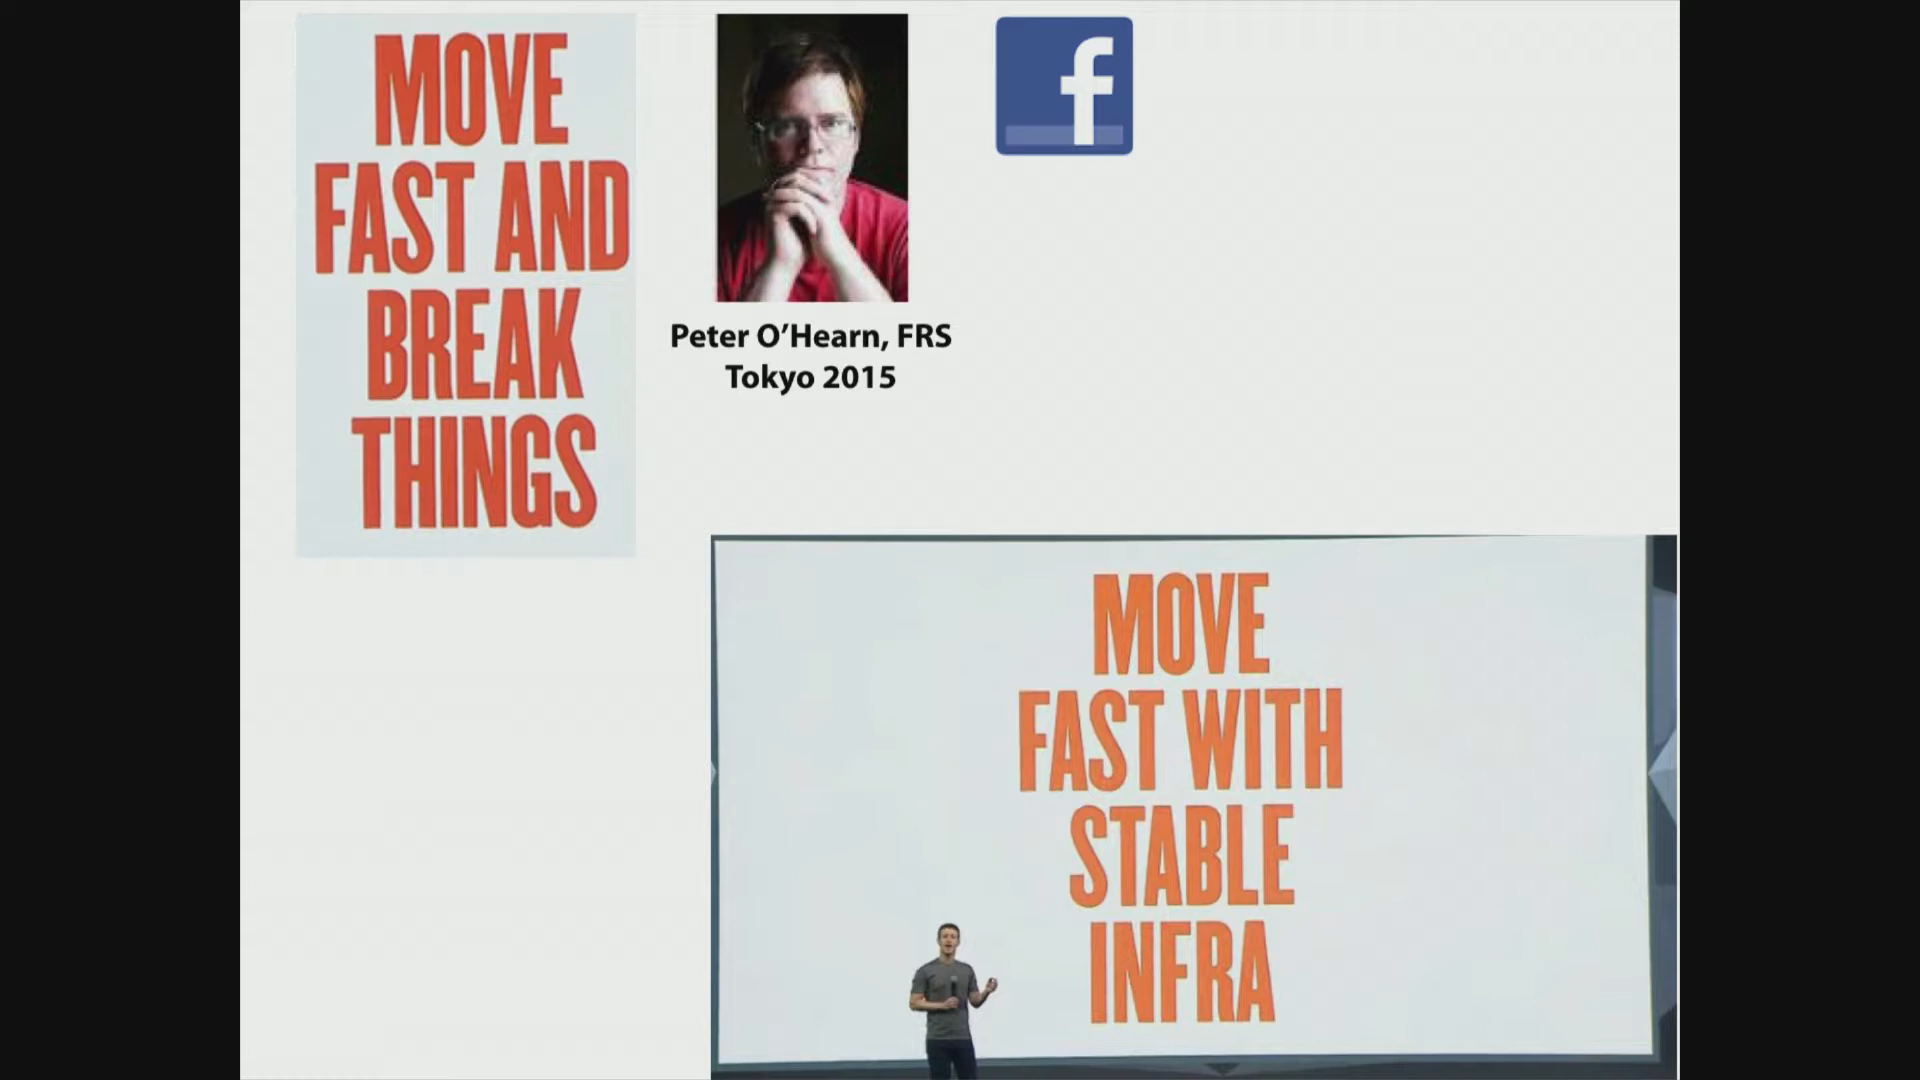 MOVE
FAST AND
BREAK
THINGS
f
Peter O’Hearn, FRS
Tokyo 2015
MOVE
FAST WITH
STABLE
INFRA